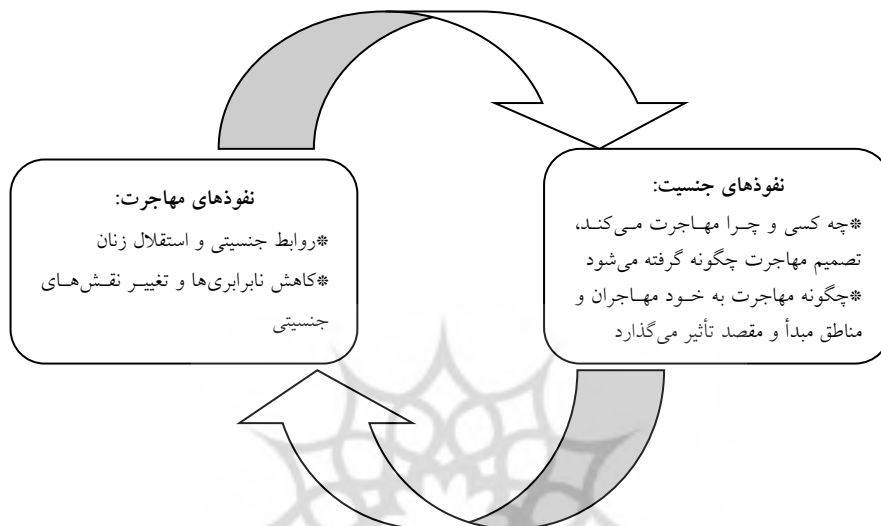 نفوذهای جنسیت:
*چه کسی و چرا مهاجرت می‌کند،
تصمیم مهاجرت چگونه گرفته می‌شود
*چگونه مهاجرت به خود مهاجران و
مناطق مبدأ و مقصد تأثیر می‌گذارد
نفوذهای مهاجرت:
*روابط جنسیتی و استقلال زنان
*کاهش نابرابری‌ها و تغییر نقش‌های
جنسیتی